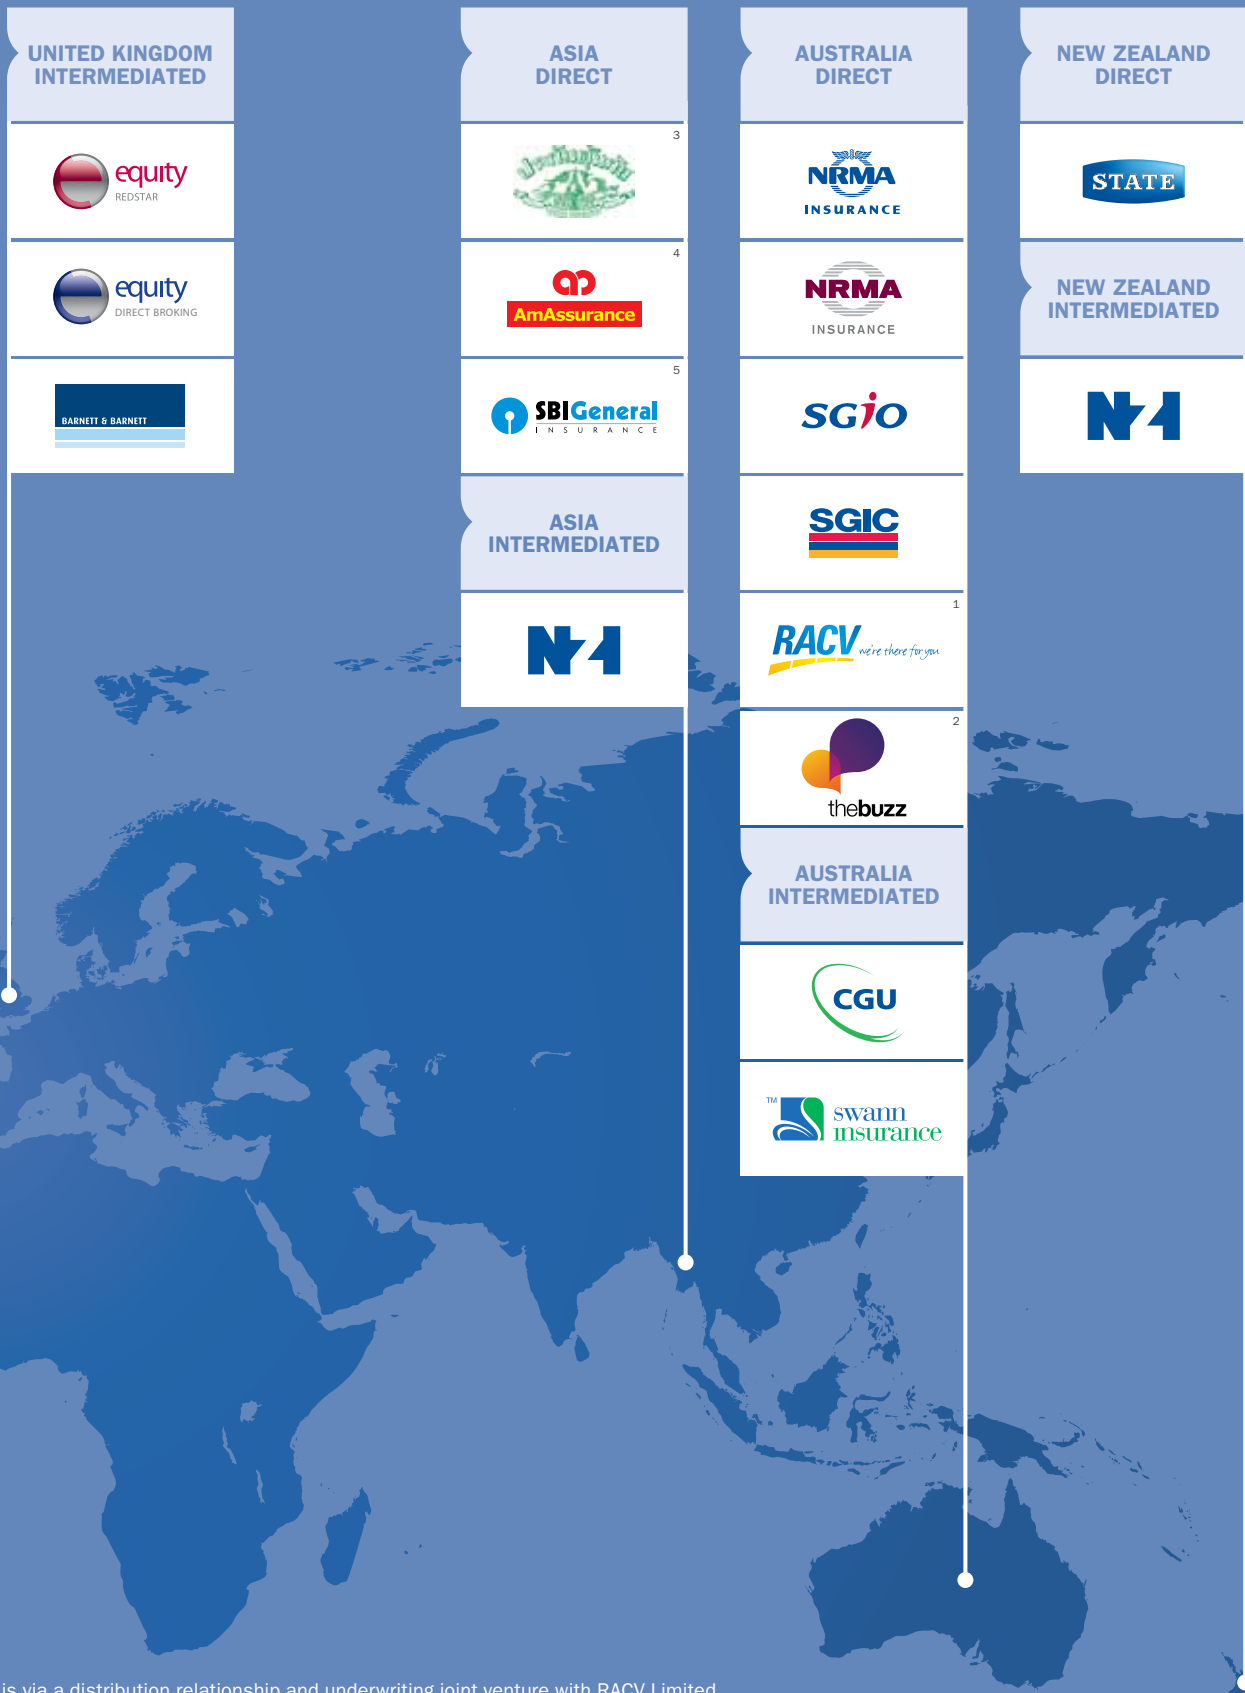 UNITED KINGDOM
INTERMEDIATED
equity
REDSTAR
equity
DIRECT BROKING
BARNETT & BARNETT
ASIA
DIRECT
3
4
AmAssurance
5
SBIGeneral
INSURANCE
ASIA
INTERMEDIATED
NZI
AUSTRALIA
DIRECT
NRMA
INSURANCE
NRMA
INSURANCE
SGIO
SGIC
1
RACV we're there for you
2
thebuzz
AUSTRALIA
INTERMEDIATED
CGU
TM
swann
insurance
NEW ZEALAND
DIRECT
STATE
NEW ZEALAND
INTERMEDIATED
NZI
is via a distribution relationship and underwriting joint venture with RACV Limited